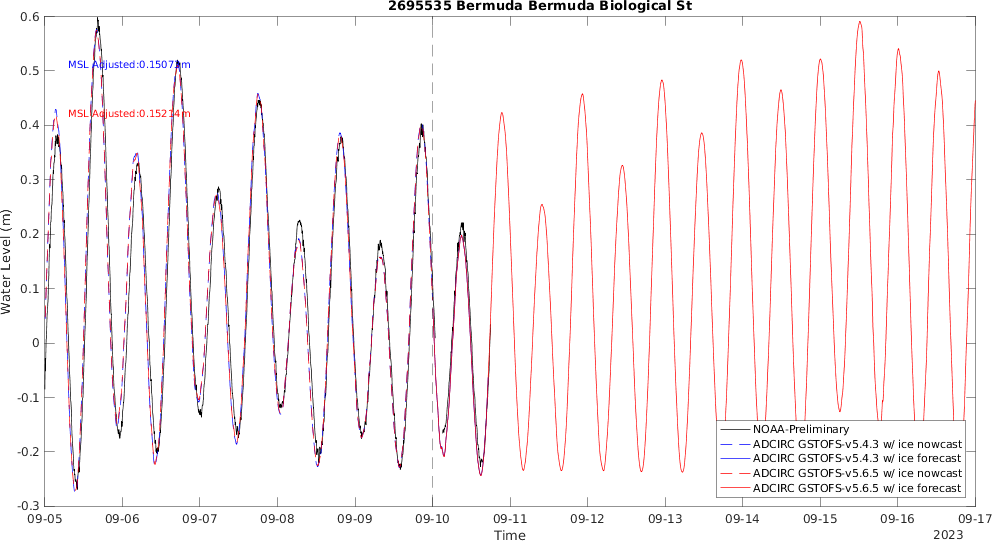 2695535 Bermuda Bermuda Biological St
0.6
0.5
0.4
0.3
0.2
0.1
0
-0.1
-0.2
-0.3
Water Level (m)
MSL Adjusted:0.15071m
MSL Adjusted:0.15214m
NOAA-Preliminary
ADCIRC GSTOFS-v5.4.3 w/ ice nowcast
ADCIRC GSTOFS-v5.4.3 w/ ice forecast
ADCIRC GSTOFS-v5.6.5 w/ ice nowcast
ADCIRC GSTOFS-v5.6.5 w/ ice forecast
09-05 09-06 09-07 09-08 09-09 09-10 09-11 09-12 09-13 09-14 09-15 09-16 09-17
Time
2023